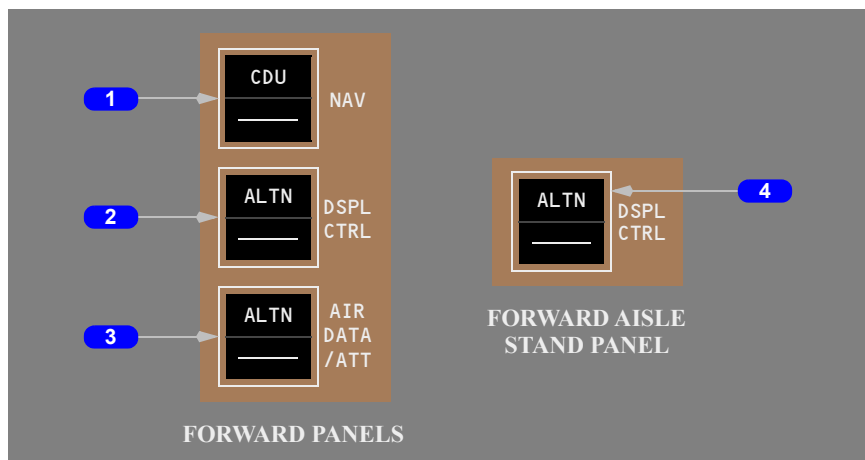 1
CDU
NAV
2
ALTN
DSPL
CTRL
3
ALTN
AIR
DATA
/ATT
FORWARD PANELS
4
ALTN
DSPL
CTRL
FORWARD AISLE
STAND PANEL